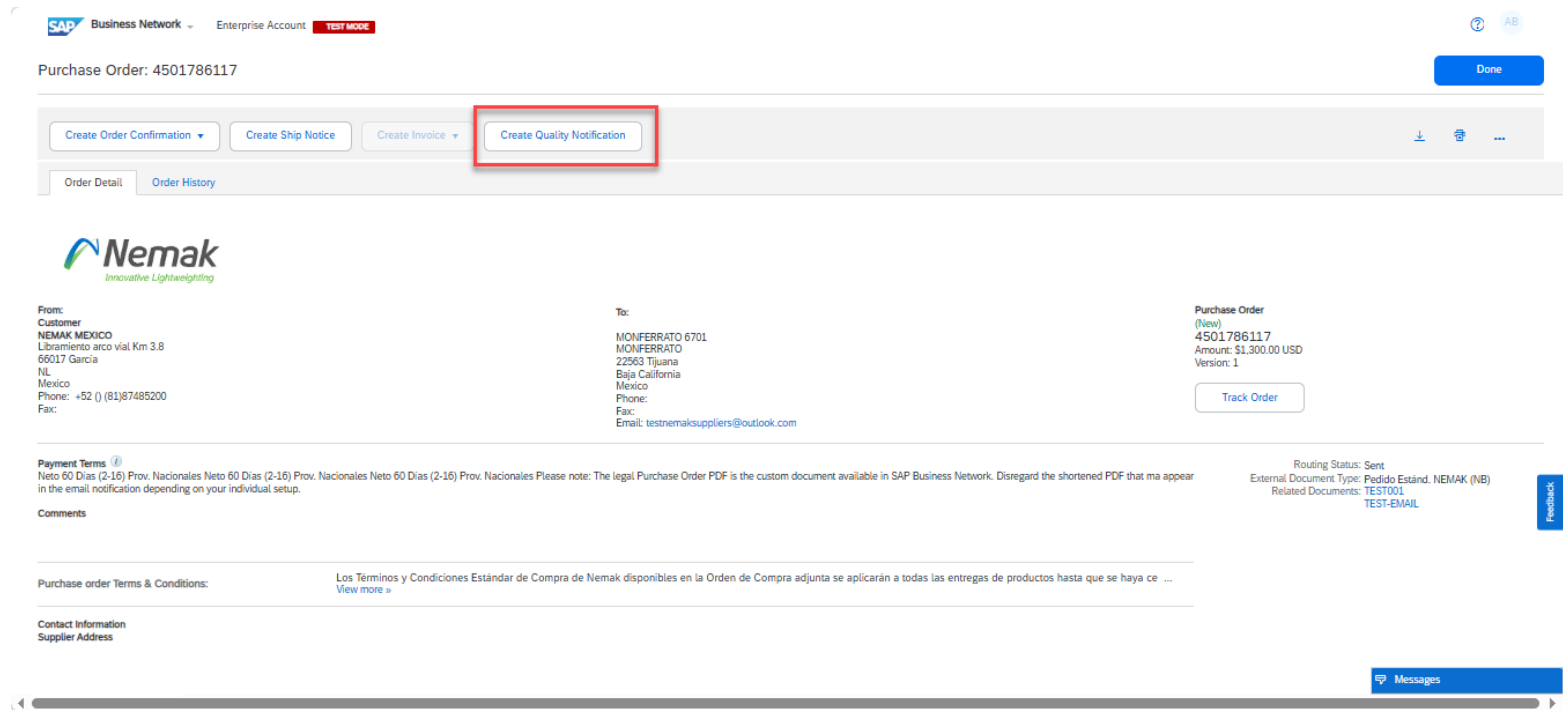 SAP Business Network Enterprise Account TEST MODE
? AB
Purchase Order: 4501786117
Done
Create Order Confirmation Create Ship Notice Create Invoice Create Quality Notification
...
Order Detail Order History
Nemak
Innovative Lightweighting
From:
Customer
NEMAK MEXICO
Libramiento arco vial Km 3.8
66017 García
NL
Mexico
Phone: +52 () (81)87485200
Fax:
To:
MONFERRATO 6701
MONFERRATO
22563 Tijuana
Baja California
Mexico
Phone:
Fax:
Email: testnemaksuppliers@outlook.com
Purchase Order
(New)
4501786117
Amount: $1,300.00 USD
Version: 1
Track Order
Payment Terms i
Neto 60 Días (2-16) Prov. Nacionales Neto 60 Días (2-16) Prov. Nacionales Neto 60 Días (2-16) Prov. Nacionales Please note: The legal Purchase Order PDF is the custom document available in SAP Business Network. Disregard the shortened PDF that ma appear
in the email notification depending on your individual setup.
Comments
Routing Status: Sent
External Document Type: Pedido Estánd. NEMAK (NB)
Related Documents: TEST001
TEST-EMAIL
Feedback
Purchase order Terms & Conditions:
Los Términos y Condiciones Estándar de Compra de Nemak disponibles en la Orden de Compra adjunta se aplicarán a todas las entregas de productos hasta que se haya ce ...
View more »
Contact Information
Supplier Address
Messages